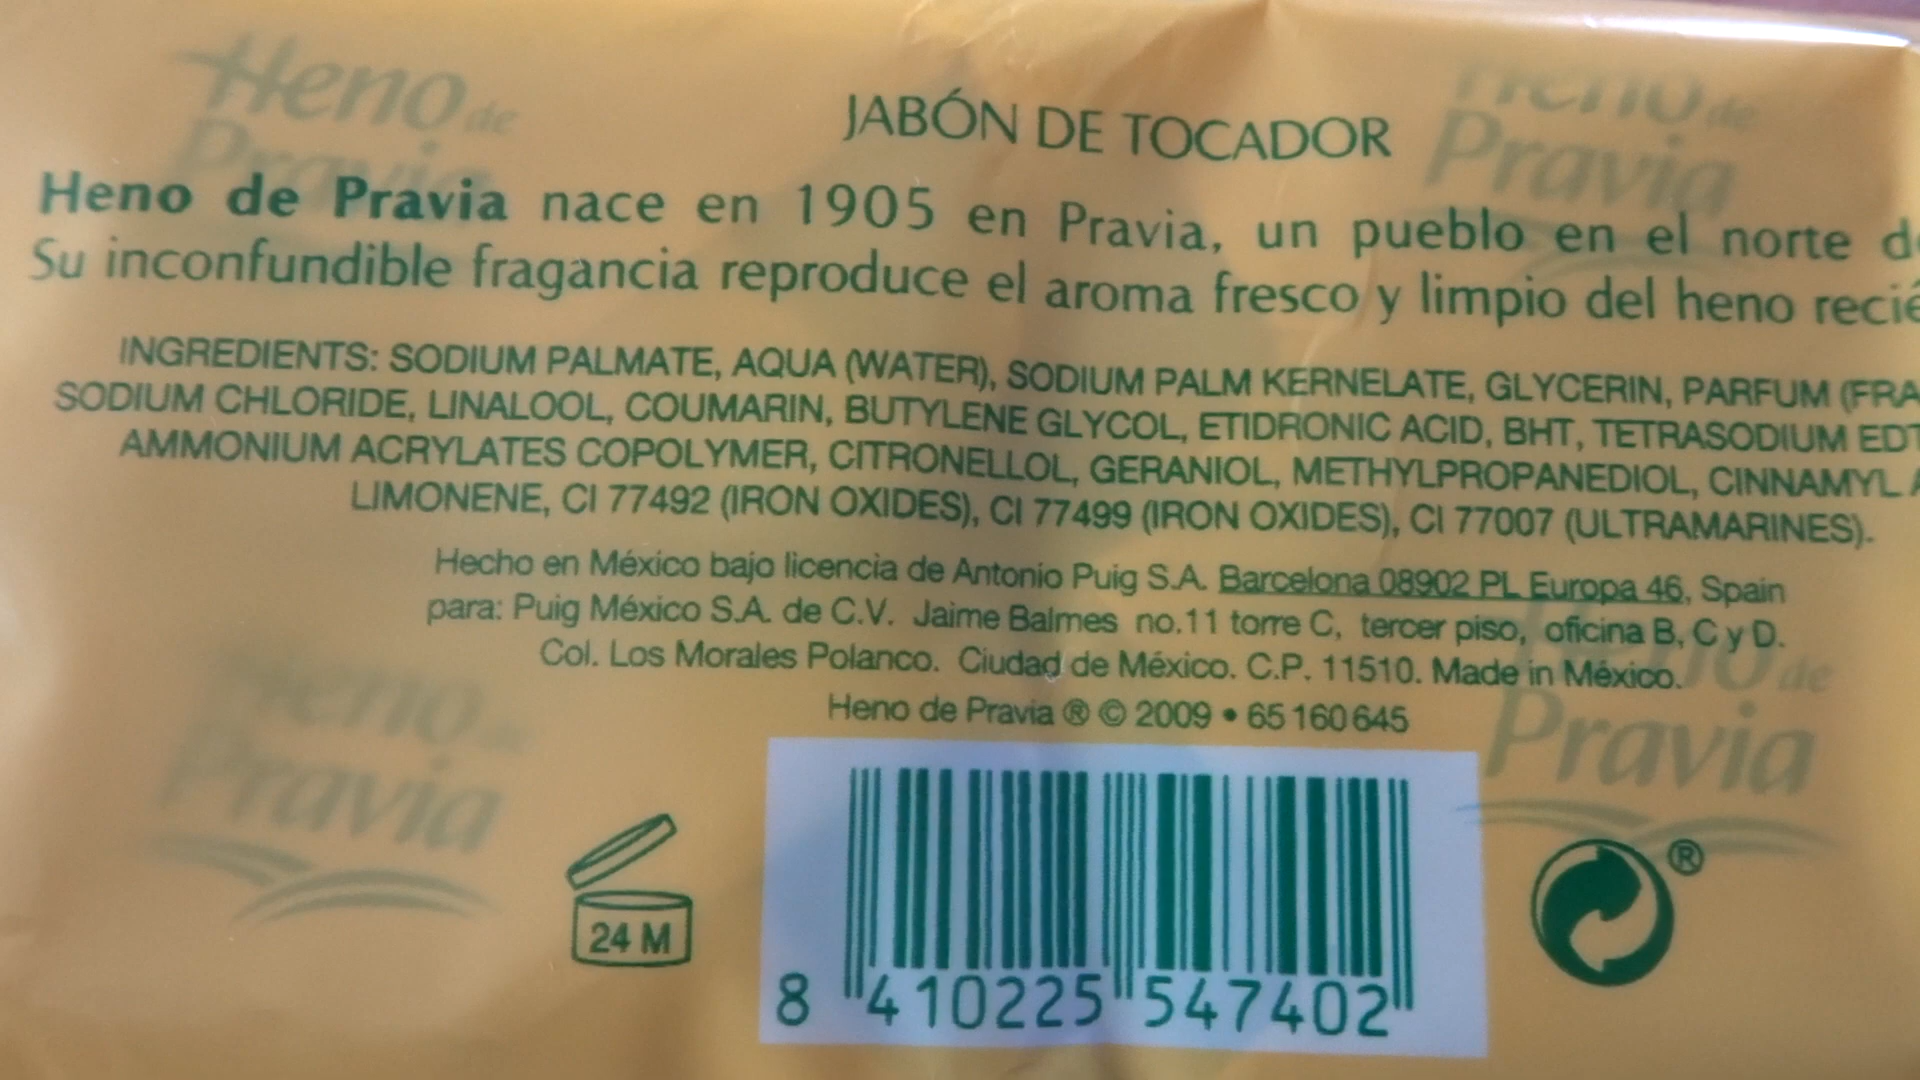 Heno de
Pravia
Heno de
Pravia
JABÓN DE TOCADOR
Heno de Pravia nace en 1905 en Pravia, un pueblo en el norte
Su inconfundible fragancia reproduce el aroma fresco y limpio del heno
INGREDIENTS: SODIUM PALMATE, AQUA (WATER), SODIUM PALM KERNELATE, GLYCERIN, PARFUM
SODIUM CHLORIDE, LINALOOL, COUMARIN, BUTYLENE GLYCOL, ETIDRONIC ACID, BHT, TETRASODIUM
AMMONIUM ACRYLATES COPOLYMER, CITRONELLOL, GERANIOL, METHYLPROPANEDIOL, CINNAMYL
LIMONENE, CI 77492 (IRON OXIDES), CI 77499 (IRON OXIDES), CI 77007 (ULTRAMARINES).
Hecho en México bajo licencia de Antonio Puig S.A. Barcelona 08902 PL Europa 46, Spain
para: Puig México S.A. de C.V. Jaime Balmes no.11 torre C, tercer piso, oficina B, C y D.
Col. Los Morales Polanco. Ciudad de México. C.P. 11510. Made in México.
Heno de Pravia ® © 2009 • 65 160 645
Heno de
Pravia
Heno de
Pravia
24 M
8 410225 547402
®